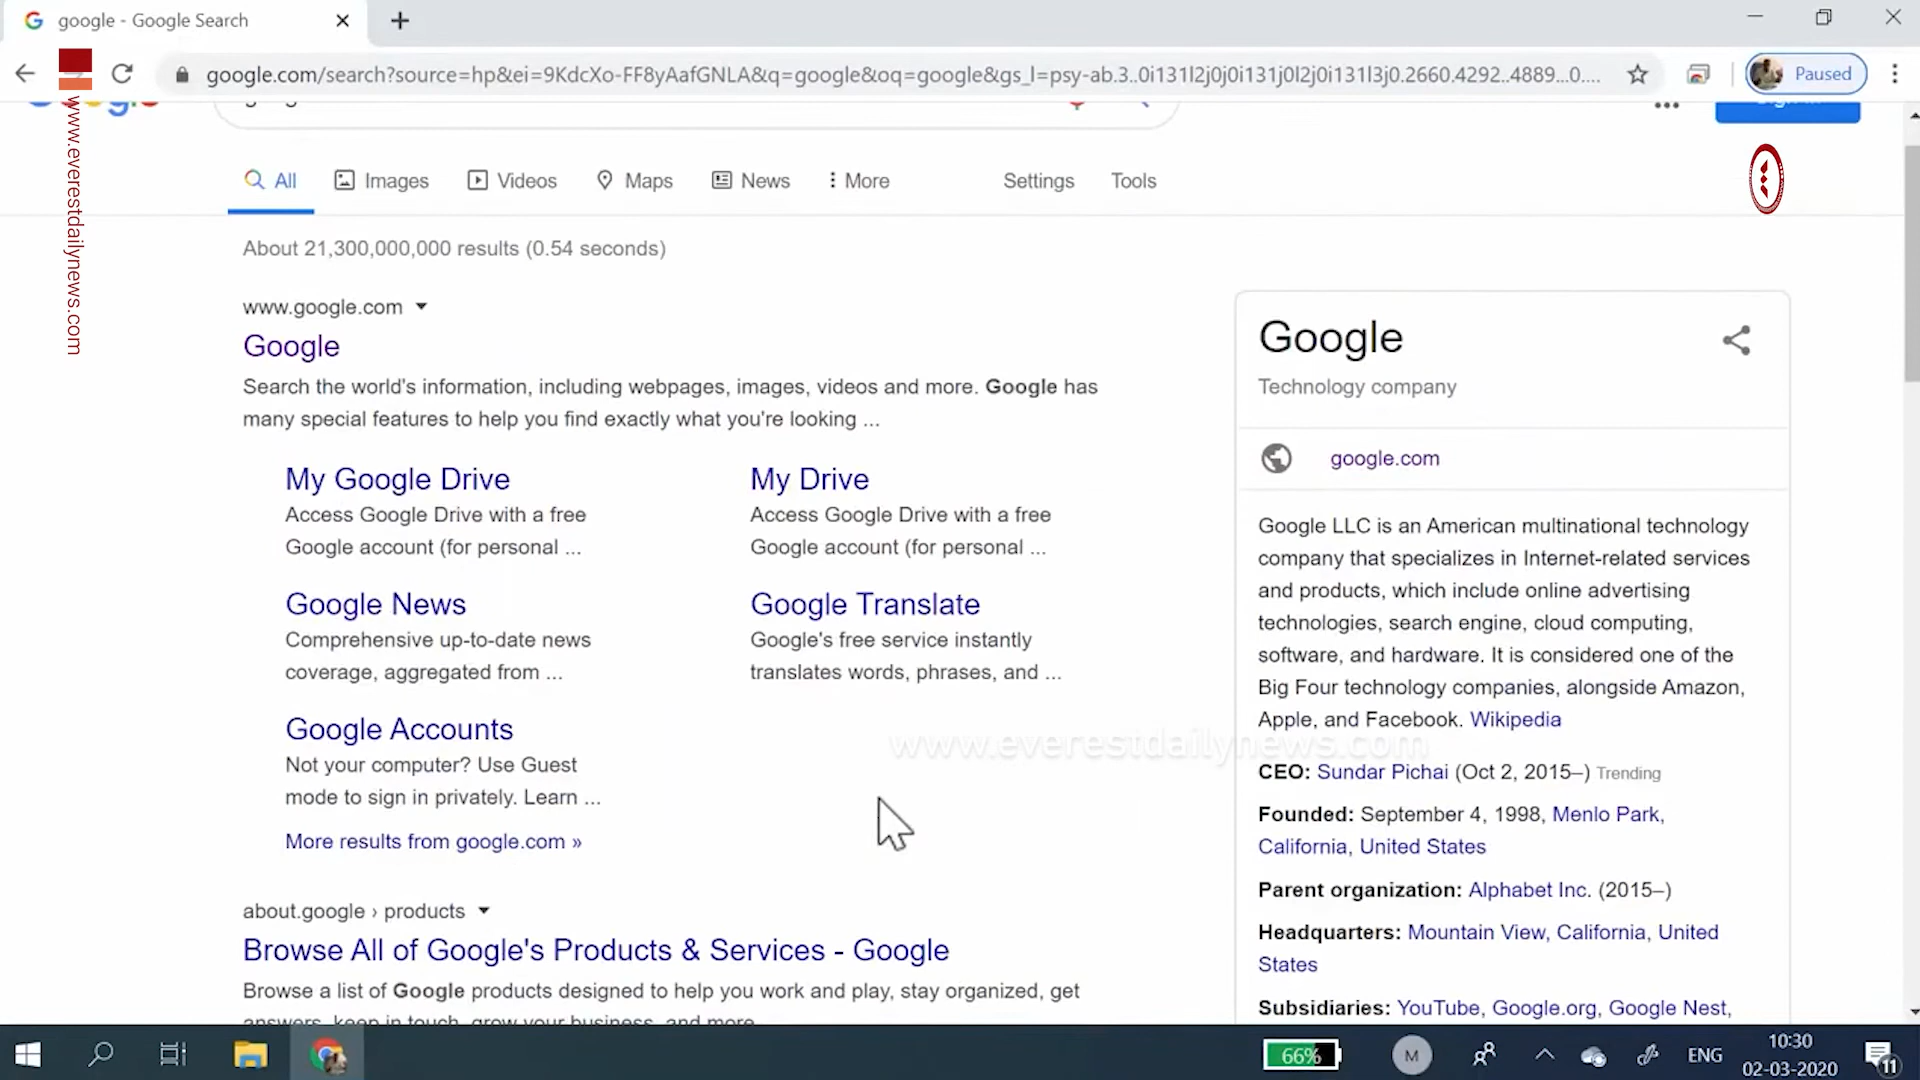 google - Google Search
google.com/search?source=hp&ei=9KdcXo-FF8yAafGNLA&q=google&oq=google&gs_l=psy-ab.3..0i131l2j0j0i131j0l2j0i131l3j0.2660.4292..4889...0....
Paused
www.everestdailynews.com
All
Images
Videos
Maps
News
More
Settings
Tools
About 21,300,000,000 results (0.54 seconds)
www.google.com
Google
Search the world's information, including webpages, images, videos and more. Google has
many special features to help you find exactly what you're looking ...
My Google Drive
Access Google Drive with a free
Google account (for personal ...
My Drive
Access Google Drive with a free
Google account (for personal ...
Google News
Comprehensive up-to-date news
coverage, aggregated from ...
Google Translate
Google's free service instantly
translates words, phrases, and ...
Google Accounts
Not your computer? Use Guest
mode to sign in privately. Learn ...
More results from google.com »
about.google › products
Browse All of Google's Products & Services - Google
Browse a list of Google products designed to help you work and play, stay organized, get
answers, keep in touch, grow your business, and more.
Google
Technology company
google.com
Google LLC is an American multinational technology
company that specializes in Internet-related services
and products, which include online advertising
technologies, search engine, cloud computing,
software, and hardware. It is considered one of the
Big Four technology companies, alongside Amazon,
Apple, and Facebook. Wikipedia
www.everestdailynews.com
CEO: Sundar Pichai (Oct 2, 2015–) Trending
Founded: September 4, 1998, Menlo Park,
California, United States
Parent organization: Alphabet Inc. (2015–)
Headquarters: Mountain View, California, United
States
Subsidiaries: YouTube, Google.org, Google Nest,
66%
M
ENG
10:30
02-03-2020
11